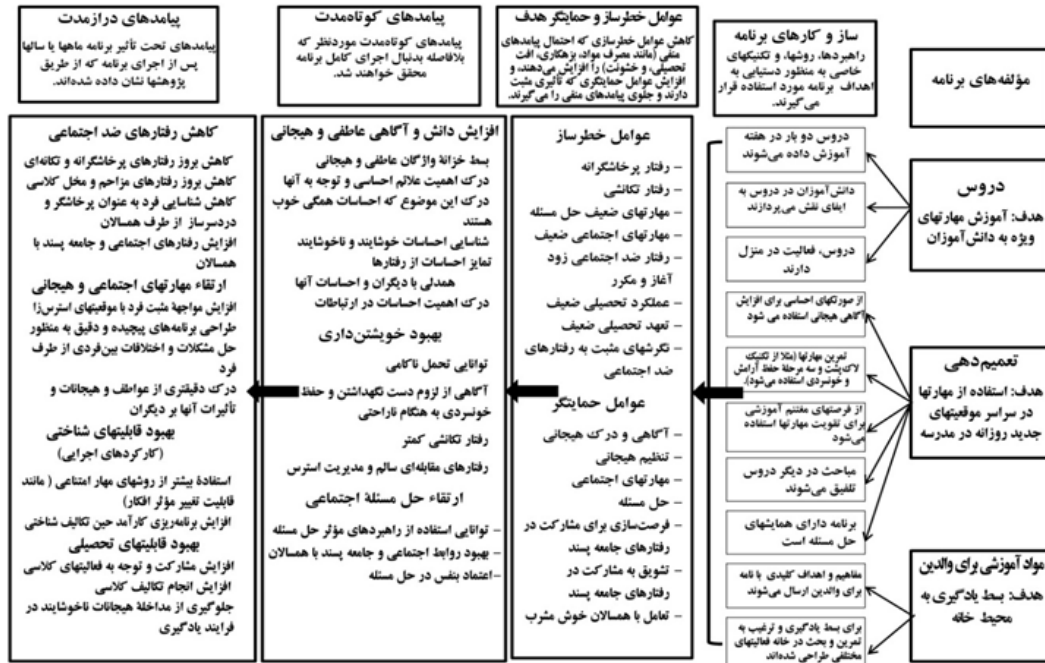 مؤلفه‌های برنامه
ساز و کارهای برنامه
راهبردها، روشها، و تکنیکهای
خاصی به منظور دستیابی به
اهداف برنامه مورد استفاده قرار
می‌گیرند.
عوامل خطرساز و حمایتگر هدف
کاهش عوامل خطرسازی که احتمال پیامدهای
منفی (مانند مصرف مواد، بزهکاری، افت
تحصیلی، و خشونت) را افزایش می‌دهند، و
افزایش عوامل حمایتگری که تأثیری مثبت
دارند و جلوی پیامدهای منفی را می‌گیرند.
پیامدهای کوتاه‌مدت
پیامدهای کوتاه‌مدت موردنظر که
بلافاصله بدنبال اجرای کامل برنامه
محقق خواهند شد.
پیامدهای درازمدت
پیامدهای تحت تأثیر برنامه ماهها یا سالها
پس از اجرای برنامه که از طریق
پژوهشها نشان داده شده‌اند.
دروس
هدف: آموزش مهارتهای
ویژه به دانش‌آموزان
تعمیم‌دهی
هدف: استفاده از مهارتها
در سراسر موقعیتهای
جدید روزانه در مدرسه
مواد آموزشی برای والدین
هدف: بسط یادگیری به
محیط خانه
دروس دو بار در هفته
آموزش داده می‌شوند
دانش‌آموزان در دروس به
ایفای نقش می‌پردازند
دروس، فعالیت در منزل
دارند
از صورتکهای احساسی برای افزایش
آگاهی هیجانی استفاده می شود
تمرین مهارتها (مثلا از تکنیک
لاک‌پشت و سه مرحلة حفظ آرامش
و خونسردی استفاده می‌شود).
از فرصتهای مغتنم آموزشی
برای تقویت مهارتها استفاده
می‌شود
مباحث در دیگر دروس
تلفیق می‌شوند
برنامه دارای همایشهای
حل مسئله است
مفاهیم و اهداف کلیدی با نامه
برای والدین ارسال می‌شوند
برای بسط یادگیری و ترغیب به
تمرین و بحث در خانه فعالیتهای
مختلفی طراحی شده‌اند
عوامل خطرساز
– رفتار پرخاشگرانه
– رفتار تکانشی
– مهارتهای ضعیف حل مسئله
– مهارتهای اجتماعی ضعیف
– رفتار ضد اجتماعی زود
آغاز و مکرر
– عملکرد تحصیلی ضعیف
– تعهد تحصیلی ضعیف
– نگرشهای مثبت به رفتارهای
ضد اجتماعی
عوامل حمایتگر
– آگاهی و درک هیجانی
– تنظیم هیجانی
– مهارتهای اجتماعی
– حل مسئله
– فرصت‌سازی برای مشارکت در
رفتارهای جامعه پسند
– تشویق به مشارکت در
رفتارهای جامعه پسند
– تعامل با همسالان خوش مشرب
افزایش دانش و آگاهی عاطفی و هیجانی
بسط خزانة واژگان عاطفی و هیجانی
درک اهمیت علائم احساسی و توجه به آنها
درک این موضوع که احساسات همگی خوب
هستند
شناسایی احساسات خوشایند و ناخوشایند
تمایز احساسات از رفتارها
همدلی با دیگران و احساسات آنها
درک اهمیت احساسات در ارتباطات
بهبود خویشتن‌داری
توانایی تحمل ناکامی
آگاهی از لزوم دست نگهداشتن و حفظ
خونسردی به هنگام ناراحتی
رفتار تکانشی کمتر
رفتارهای مقابله‌ای سالم و مدیریت استرس
ارتقاء حل مسئلة اجتماعی
– توانایی استفاده از راهبردهای مؤثر حل مسئله
– بهبود روابط اجتماعی و جامعه پسند با همسالان
– اعتماد بنفس در حل مسئله
کاهش رفتارهای ضد اجتماعی
کاهش بروز رفتارهای پرخاشگرانه و تکانه‌ای
کاهش بروز رفتارهای مزاحم و مخل کلاسی
کاهش شناسایی فرد به عنوان پرخاشگر و
دردسرساز از طرف همسالان
افزایش رفتارهای اجتماعی و جامعه پسند با
همسالان
ارتقاء مهارتهای اجتماعی و هیجانی
افزایش مواجهة مثبت فرد با موقعیتهای استرس‌زا
طراحی برنامه‌های پیچیده و دقیق به منظور
حل مشکلات و اختلافات بین‌فردی از طرف
فرد
درک دقیقتری از عواطف و هیجانات و
تأثیرات آنها بر دیگران
بهبود قابلیتهای شناختی
(کارکردهای اجرایی)
استفادة بیشتر از روشهای مهار امتناعی ( مانند
قابلیت تغییر مؤثر افکار)
افزایش برنامه‌ریزی کارآمد حین تکالیف شناختی
بهبود قابلیتهای تحصیلی
افزایش مشارکت و توجه به فعالیتهای کلاسی
افزایش انجام تکالیف کلاسی
جلوگیری از مداخلة هیجانات ناخوشایند در
فرایند یادگیری